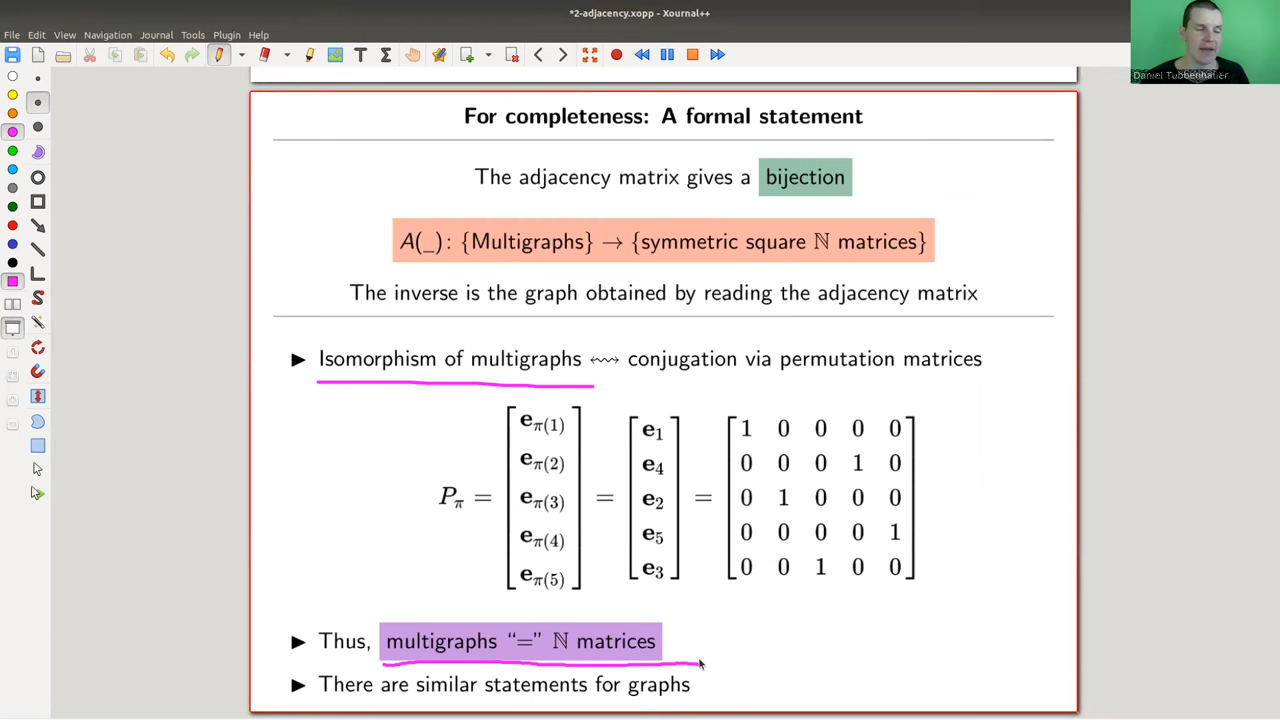 *2-adjacency.xopp - Xournal++
File Edit View Navigation Journal Tools Plugin Help
Daniel Tubbenhauer
For completeness: A formal statement
The adjacency matrix gives a bijection
A(_): {Multigraphs} → {symmetric square ℕ matrices}
The inverse is the graph obtained by reading the adjacency matrix
▶ Isomorphism of multigraphs ↭ conjugation via permutation matrices
P_π = [e_π(1) e_π(2) e_π(3) e_π(4) e_π(5)] = [e_1 e_4 e_2 e_5 e_3] = [1 0 0 0 0
0 0 0 1 0
0 1 0 0 0
0 0 0 0 1
0 0 1 0 0]
▶ Thus, multigraphs “=” ℕ matrices
▶ There are similar statements for graphs